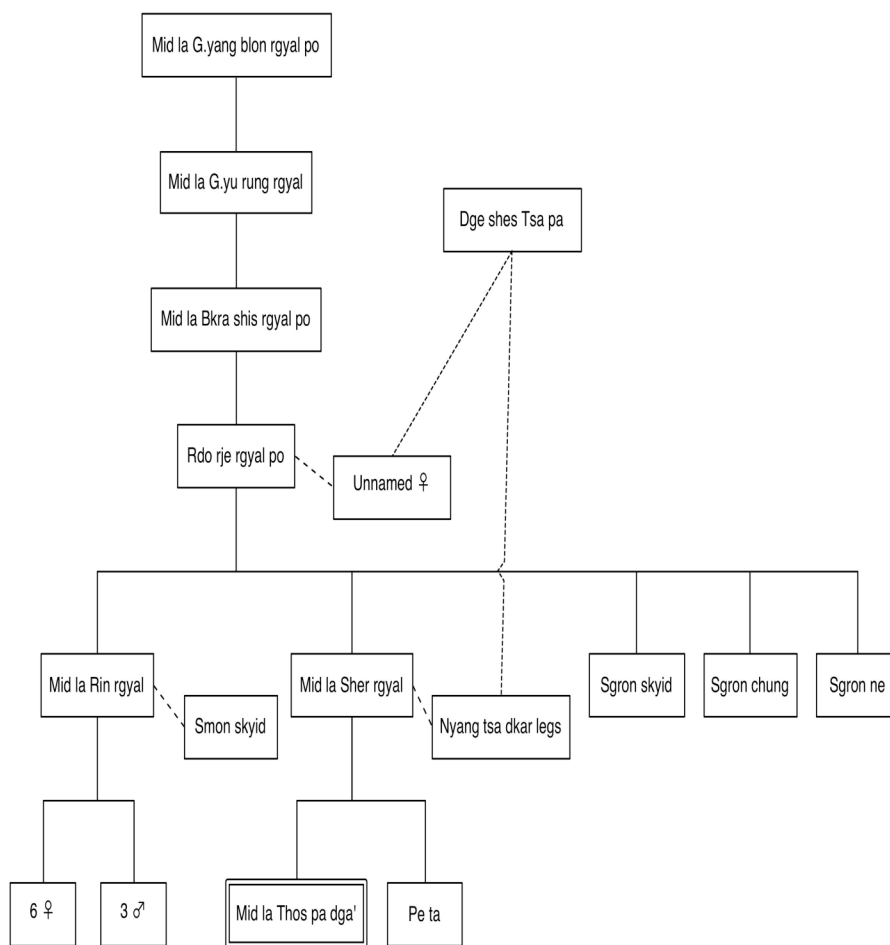 Mid la G.yang blon rgyal po
Mid la G.yu rung rgyal
Dge shes Tsa pa
Mid la Bkra shis rgyal po
Rdo rje rgyal po
Unnamed ♀
Mid la Rin rgyal
Smon skyid
Mid la Sher rgyal
Nyang tsa dkar legs
Sgron skyid
Sgron chung
Sgron ne
6 ♀
3 ♂
Mid la Thos pa dga'
Pe ta